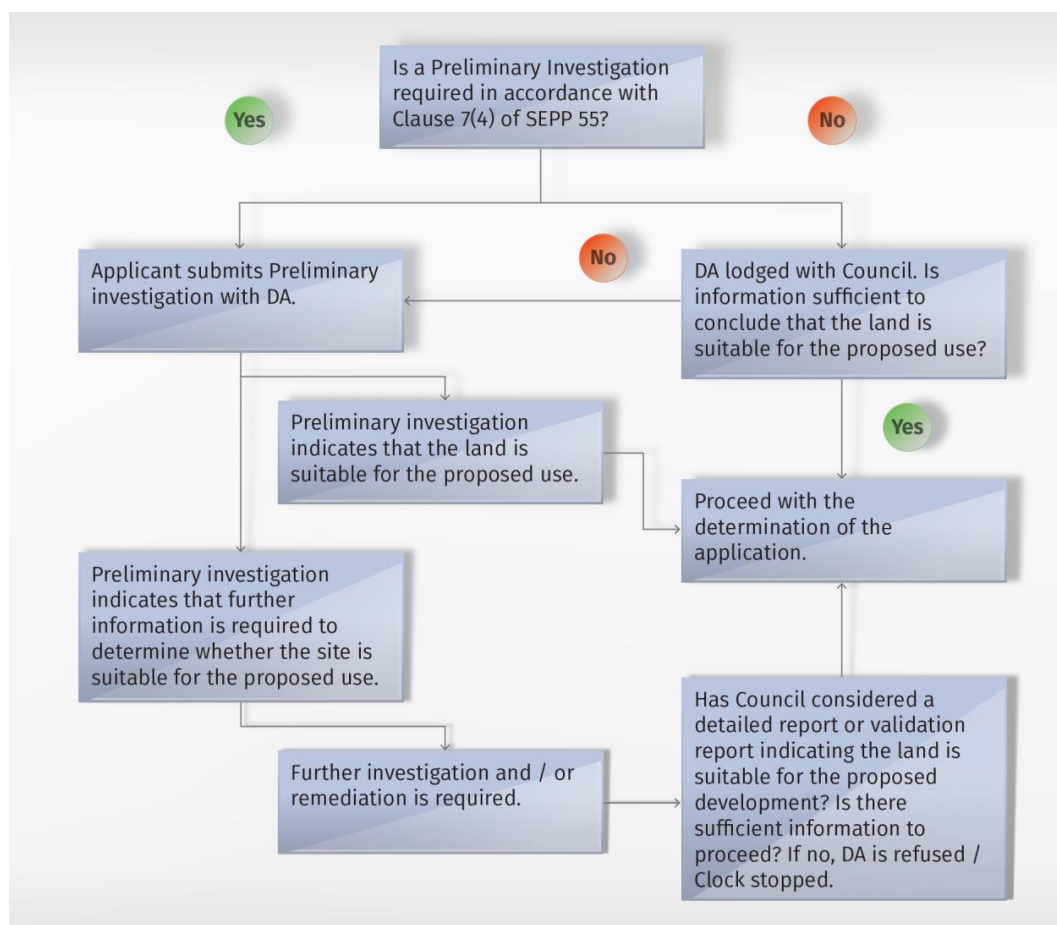 Is a Preliminary Investigation
required in accordance with
Clause 7(4) of SEPP 55?
Yes
No
Applicant submits Preliminary
investigation with DA.
No
DA lodged with Council. Is
information sufficient to
conclude that the land is
suitable for the proposed use?
Preliminary investigation
indicates that the land is
suitable for the proposed use.
Yes
Proceed with the
determination of the
application.
Preliminary investigation
indicates that further
information is required to
determine whether the site is
suitable for the proposed use.
Further investigation and / or
remediation is required.
Has Council considered a
detailed report or validation
report indicating the land is
suitable for the proposed
development? Is there
sufficient information to
proceed? If no, DA is refused /
Clock stopped.